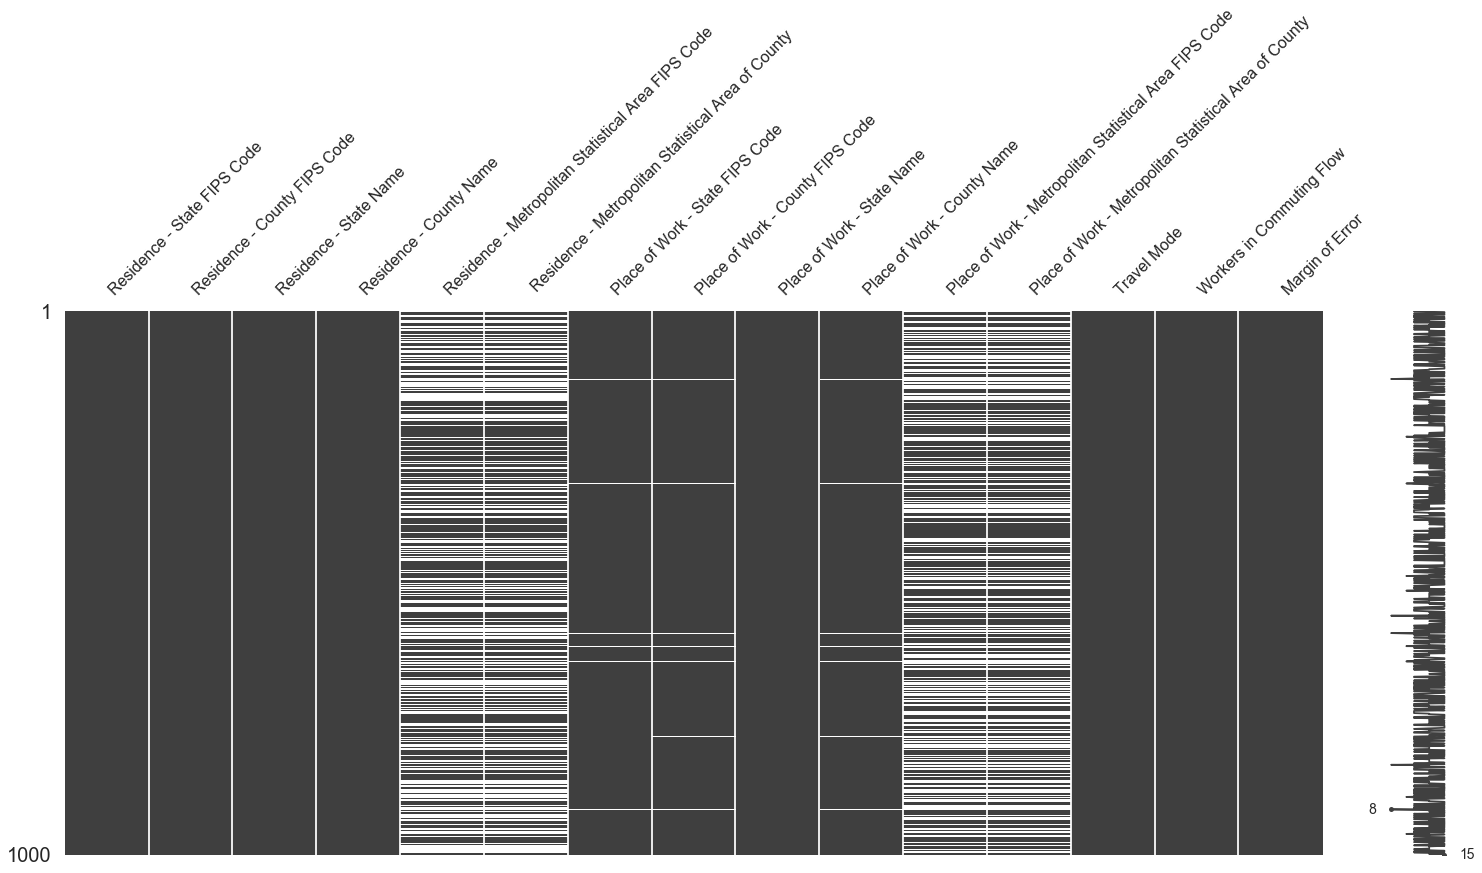 Residence - State FIPS Code
Residence - County FIPS Code
Residence - State Name
Residence - County Name
Residence - Metropolitan Statistical Area FIPS Code
Residence - Metropolitan Statistical Area of County
Place of Work - State FIPS Code
Place of Work - County FIPS Code
Place of Work - State Name
Place of Work - County Name
Place of Work - Metropolitan Statistical Area FIPS Code
Place of Work - Metropolitan Statistical Area of County
Travel Mode
Workers in Commuting Flow
Margin of Error
1
8
1000
15